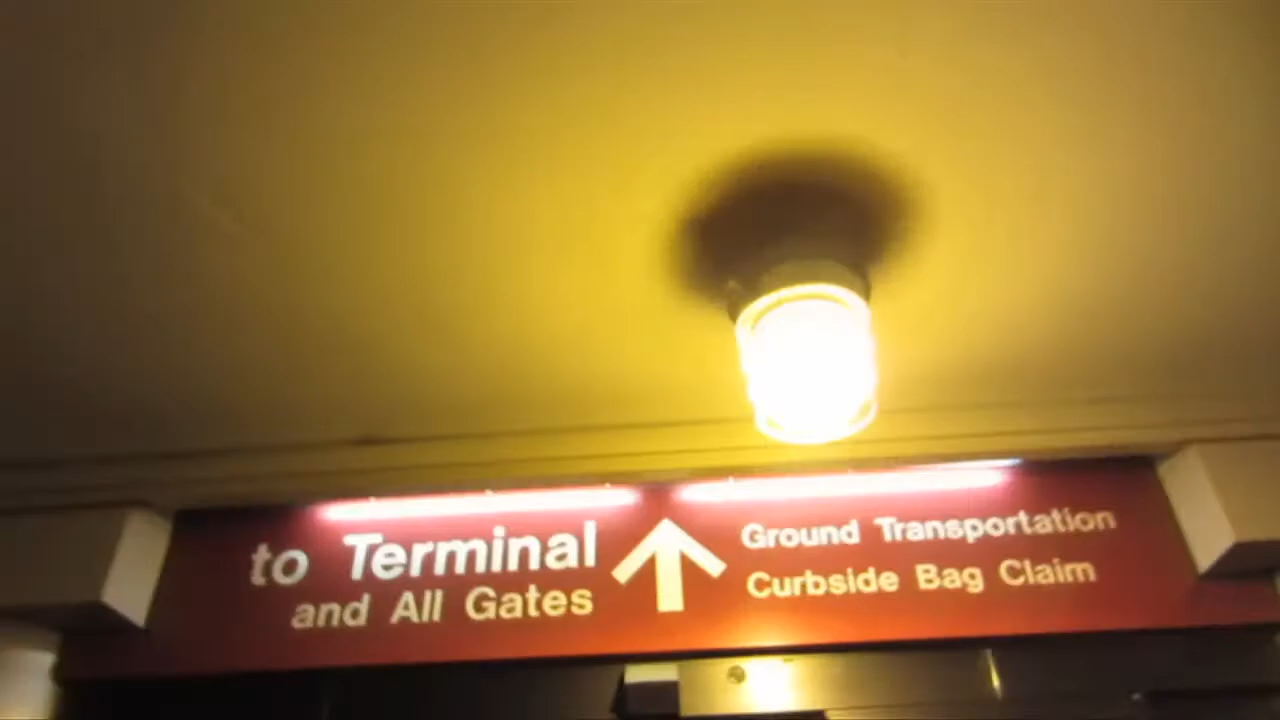 to Terminal
and All Gates
Ground Transportation
Curbside Bag Claim